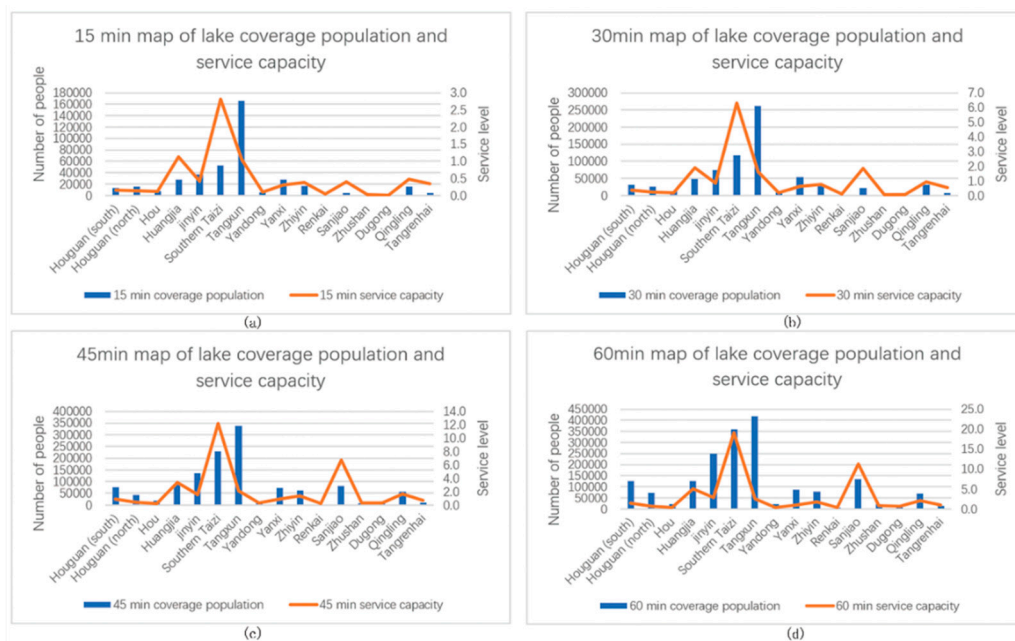 15 min map of lake coverage population and
service capacity
Number of people
180000
160000
140000
120000
100000
80000
60000
40000
20000
0
3.0
2.5
2.0
1.5
1.0
0.5
0.0
Service level
Houguan (south)
Houguan (north)
Hou
Huangjia
jinyin
Southern Taizi
Tangxun
Yandong
Yanxi
Zhiyin
Renkai
Sanjiao
Zhushan
Dugong
Qingling
Tangrenhai
15 min coverage population
15 min service capacity
(a)
30min map of lake coverage population and
service capacity
Number of people
300000
250000
200000
150000
100000
50000
0
7.0
6.0
5.0
4.0
3.0
2.0
1.0
0.0
Service level
Houguan (south)
Houguan (north)
Hou
Huangjia
jinyin
Southern Taizi
Tangxun
Yandong
Yanxi
Zhiyin
Renkai
Sanjiao
Zhushan
Dugong
Qingling
Tangrenhai
30 min coverage population
30 min service capacity
(b)
45min map of lake coverage population and
service capacity
Number of people
400000
350000
300000
250000
200000
150000
100000
50000
0
14.0
12.0
10.0
8.0
6.0
4.0
2.0
0.0
Service level
Houguan (south)
Houguan (north)
Hou
Huangjia
jinyin
Southern Taizi
Tangxun
Yandong
Yanxi
Zhiyin
Renkai
Sanjiao
Zhushan
Dugong
Qingling
Tangrenhai
45 min coverage population
45 min service capacity
(c)
60min map of lake coverage population and
service capacity
Number of people
450000
400000
350000
300000
250000
200000
150000
100000
50000
0
25.0
20.0
15.0
10.0
5.0
0.0
Service level
Houguan (south)
Houguan (north)
Hou
Huangjia
jinyin
Southern Taizi
Tangxun
Yandong
Yanxi
Zhiyin
Renkai
Sanjiao
Zhushan
Dugong
Qingling
Tangrenhai
60 min coverage population
60 min service capacity
(d)